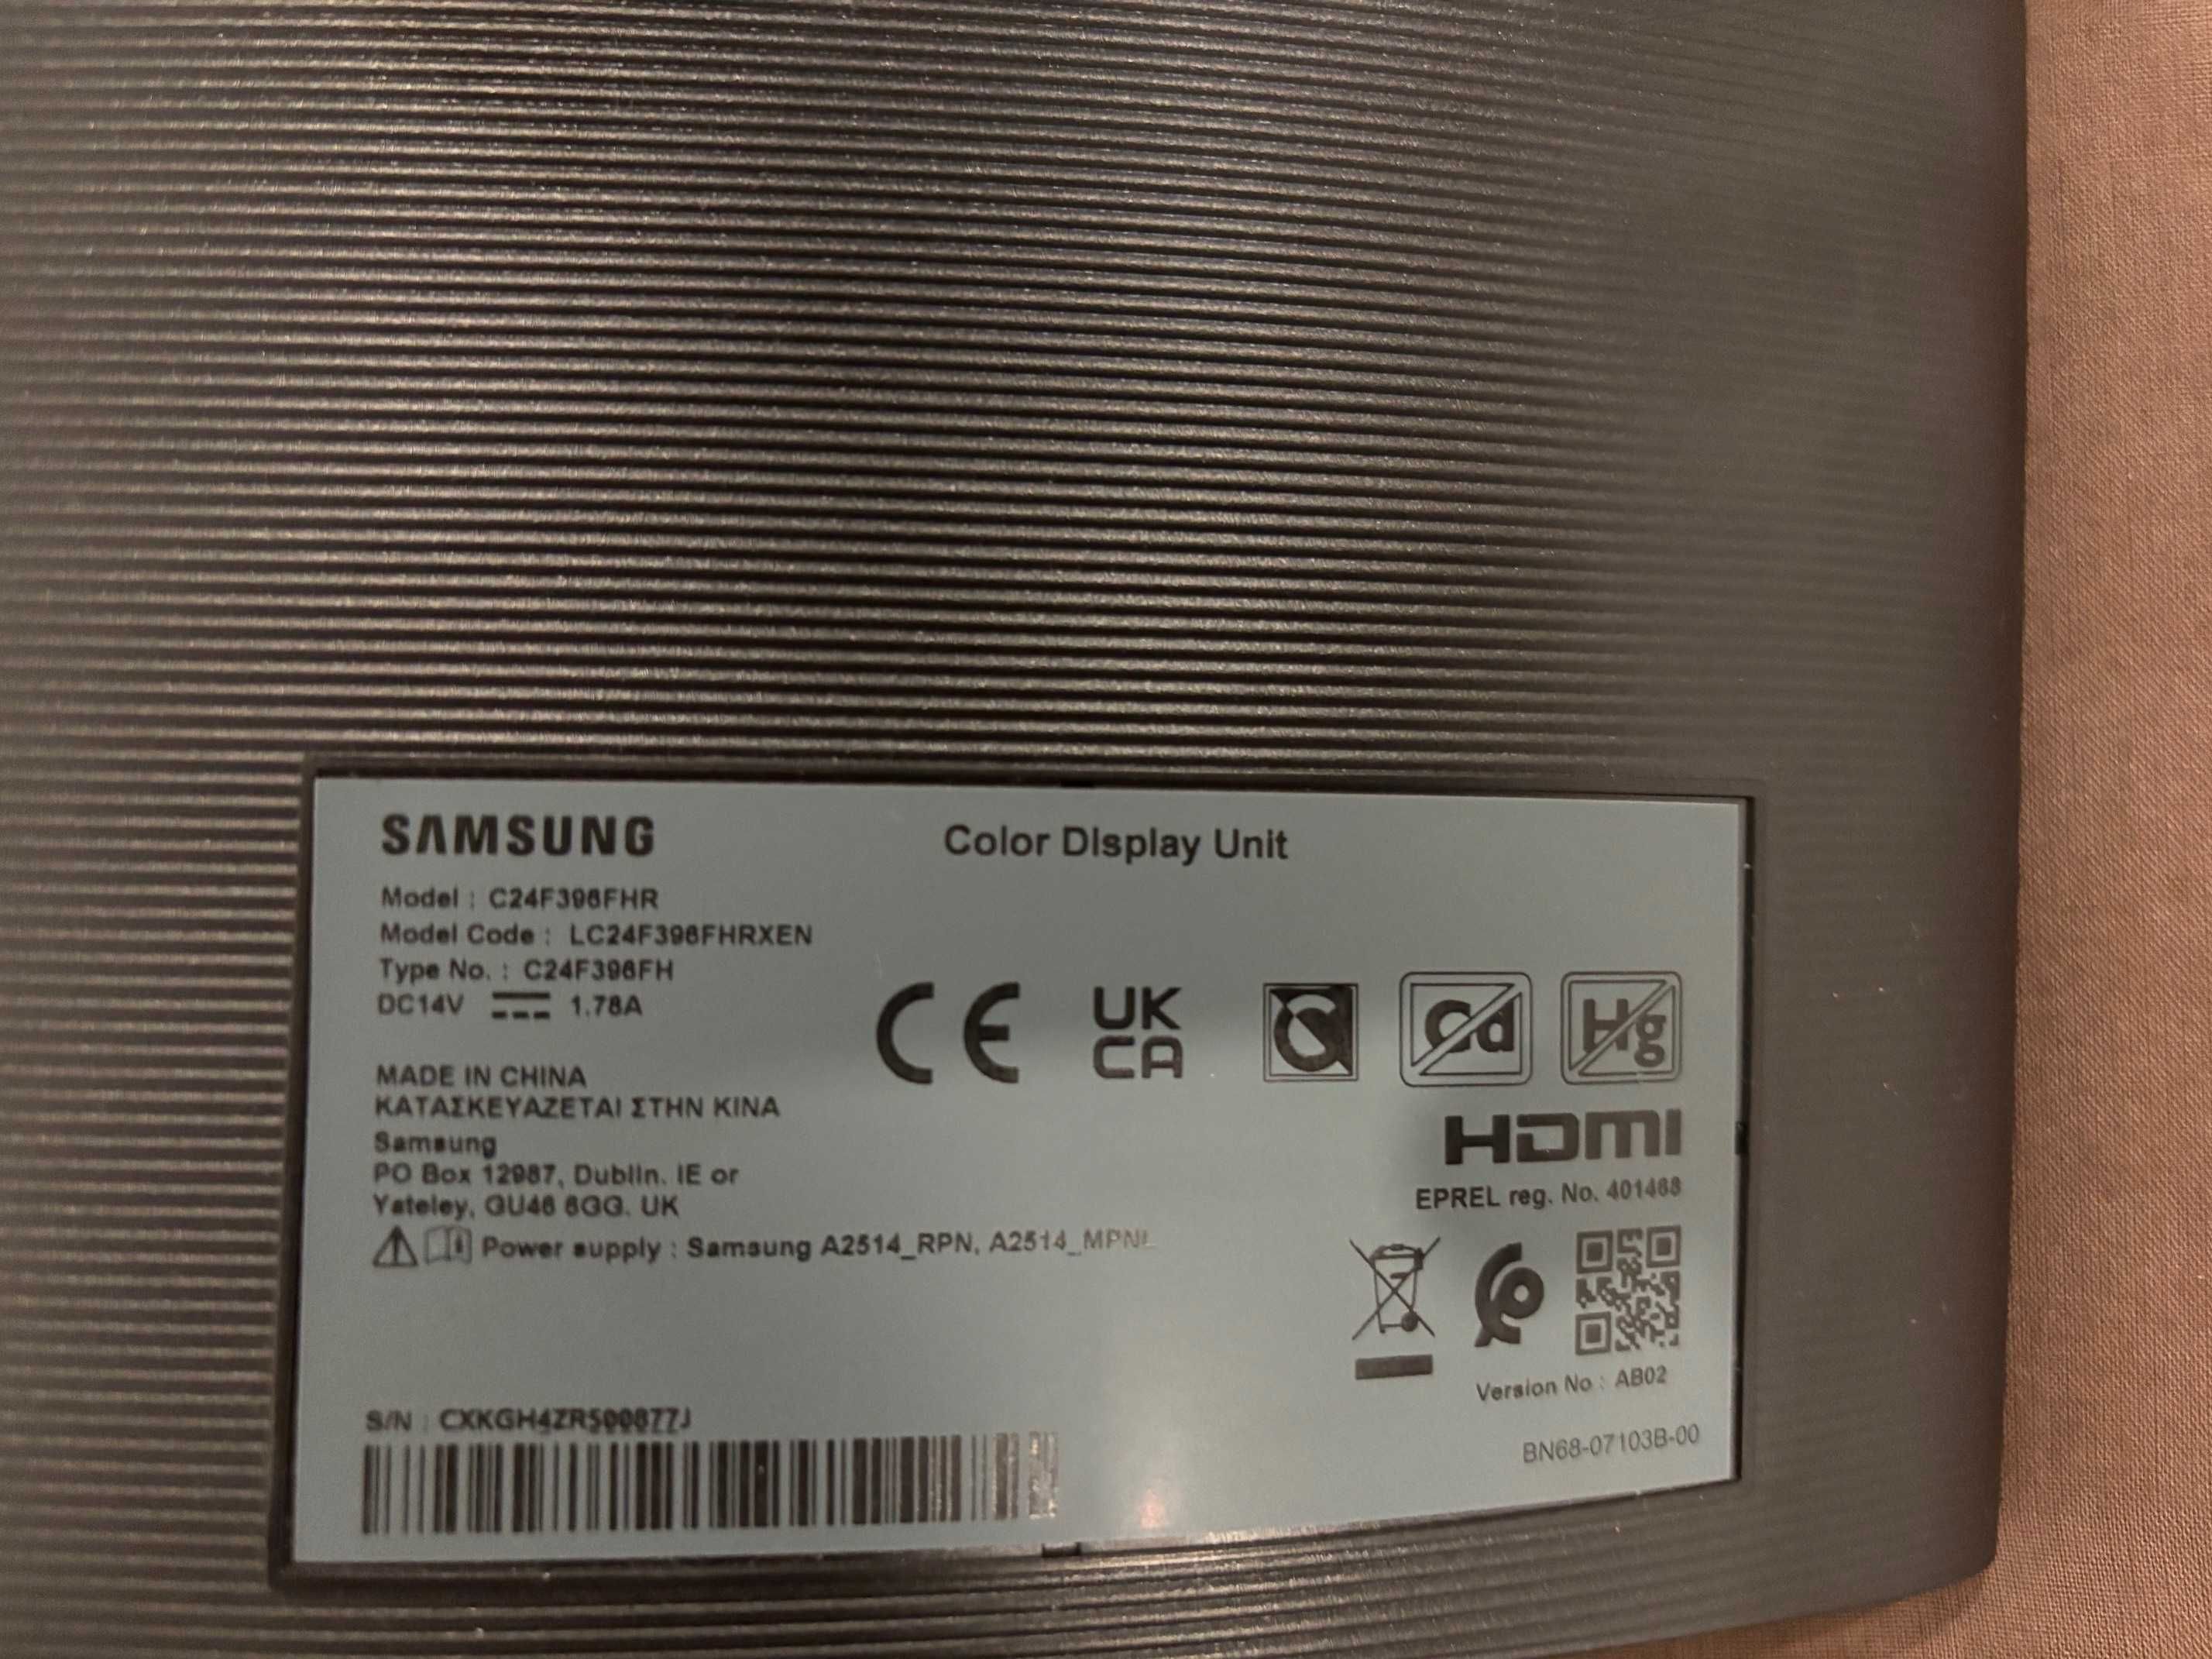 SAMSUNG
Color Display Unit
Model : C24F396FHR
Model Code : LC24F396FHRXEN
Type No. : C24F396FH
DC14V 1.78A
CE
UK
CA
Cd
Hg
MADE IN CHINA
ΚΑΤΑΣΚΕΥΑΖΕΤΑΙ ΣΤΗΝ ΚΙΝΑ
HDMI
Samsung
PO Box 12987, Dublin. IE or
Yateley, GU46 6GG. UK
EPREL reg. No. 401468
Power supply : Samsung A2514_RPN, A2514_MPNL
Version No : AB02
S/N : CXKGH4ZR500877J
BN68-07103B-00